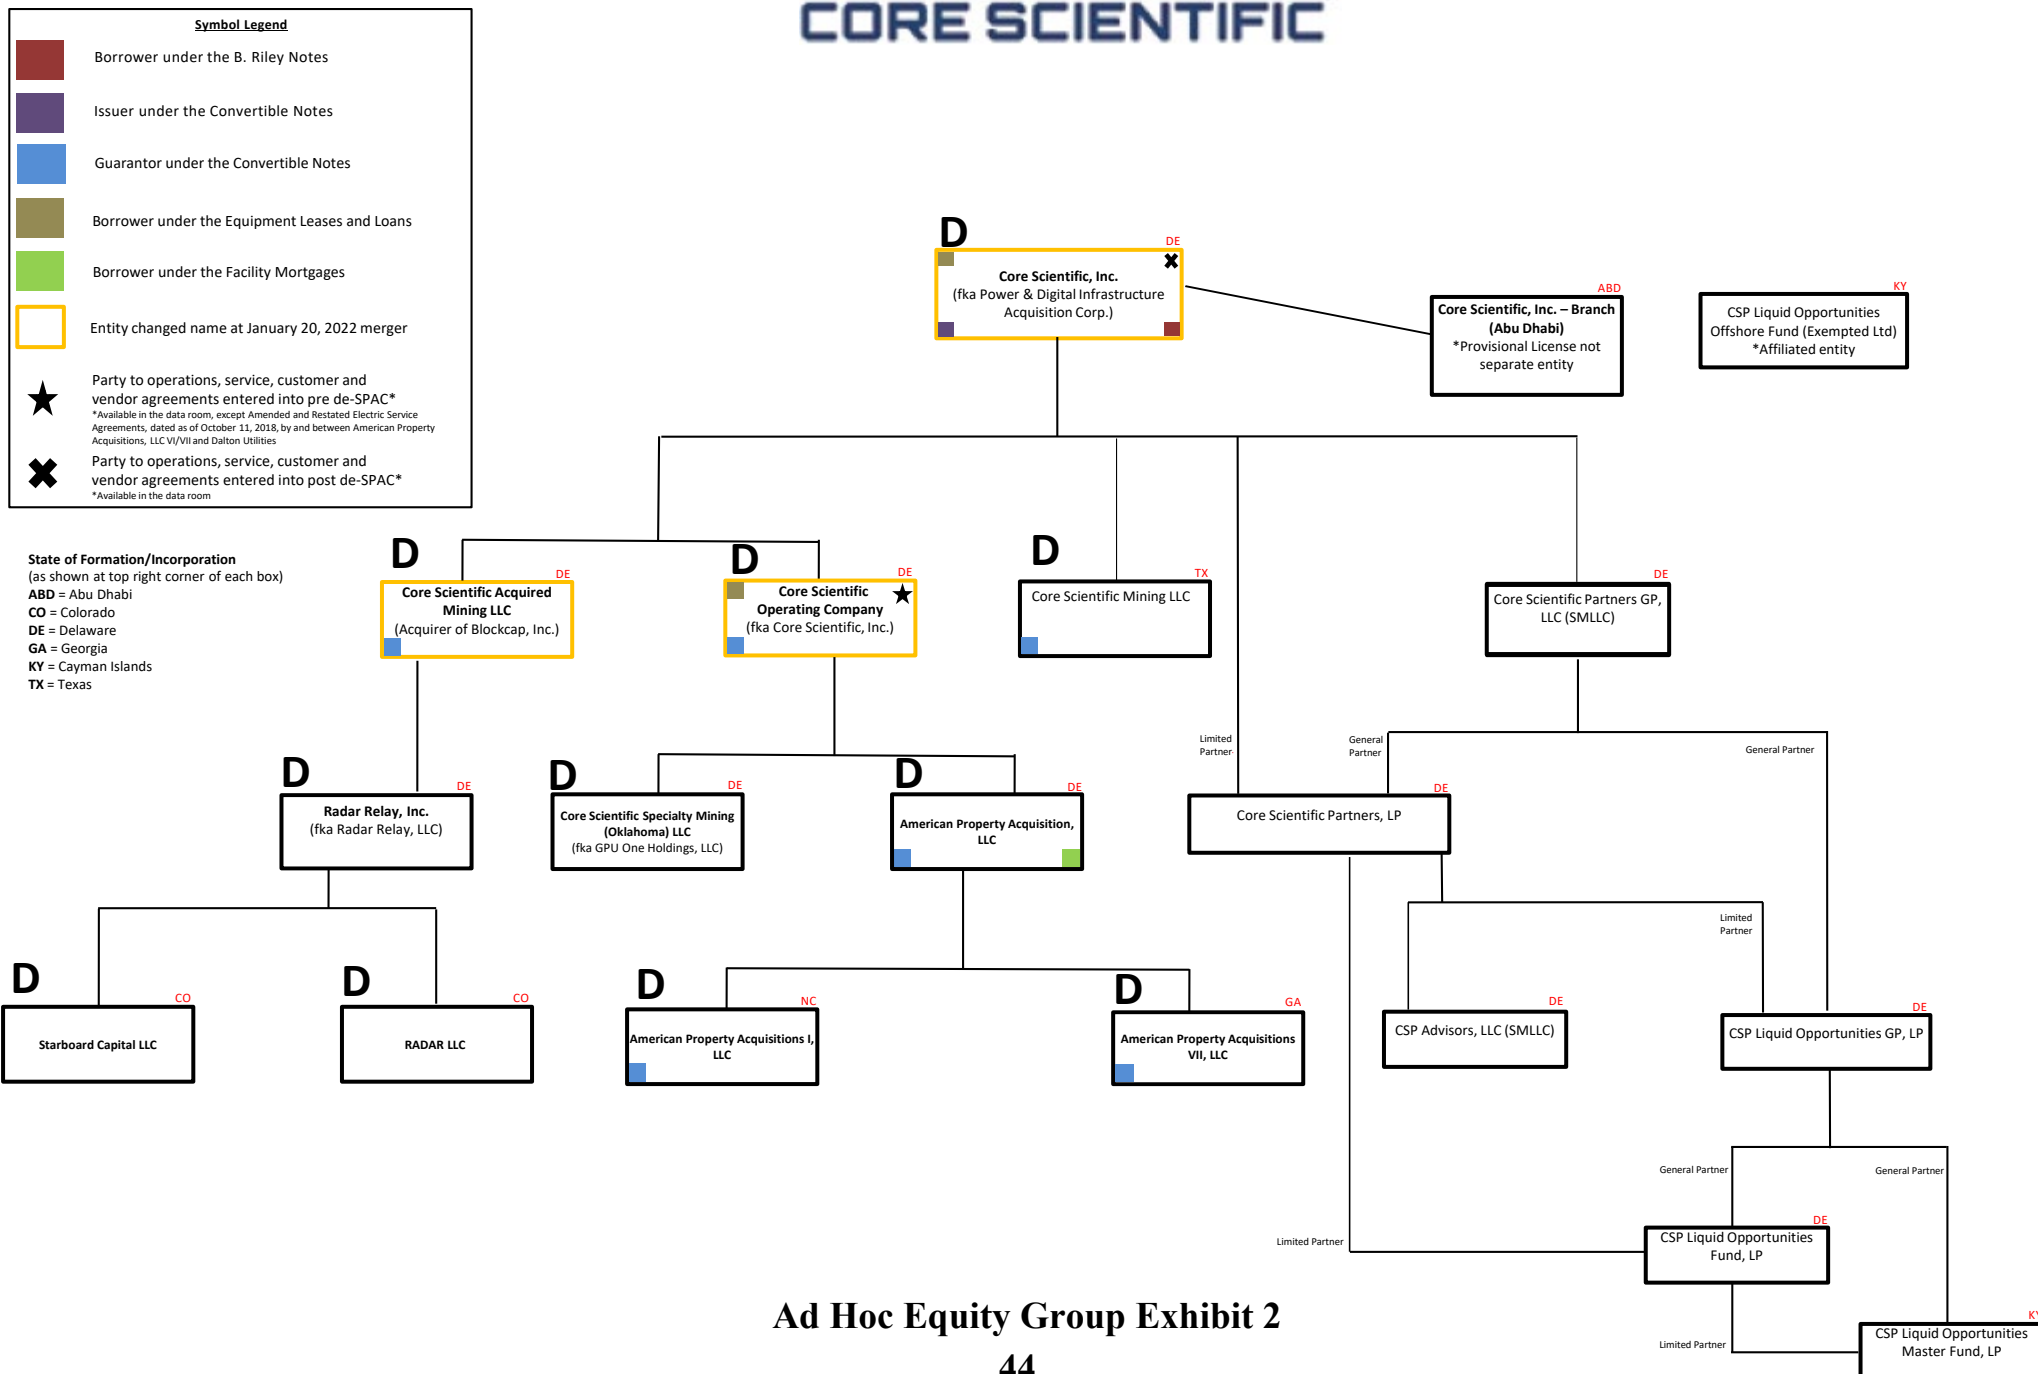 CORE SCIENTIFIC
Symbol Legend
Borrower under the B. Riley Notes
Issuer under the Convertible Notes
Guarantor under the Convertible Notes
Borrower under the Equipment Leases and Loans
Borrower under the Facility Mortgages
Entity changed name at January 20, 2022 merger
Party to operations, service, customer and
vendor agreements entered into pre de-SPAC*
*Available in the data room, except Amended and Restated Electric Service
Agreements, dated as of October 11, 2018, by and between American Property
Acquisitions, LLC VI/VII and Dalton Utilities
Party to operations, service, customer and
vendor agreements entered into post de-SPAC*
*Available in the data room
State of Formation/Incorporation
(as shown at top right corner of each box)
ABD = Abu Dhabi
CO = Colorado
DE = Delaware
GA = Georgia
KY = Cayman Islands
TX = Texas
D
DE
Core Scientific, Inc.
(fka Power & Digital Infrastructure
Acquisition Corp.)
ABD
Core Scientific, Inc. – Branch
(Abu Dhabi)
*Provisional License not
separate entity
KY
CSP Liquid Opportunities
Offshore Fund (Exempted Ltd)
*Affiliated entity
D
DE
Core Scientific Acquired
Mining LLC
(Acquirer of Blockcap, Inc.)
D
DE
Core Scientific
Operating Company
(fka Core Scientific, Inc.)
D
TX
Core Scientific Mining LLC
DE
Core Scientific Partners GP,
LLC (SMLLC)
Limited
Partner
General
Partner
General Partner
D
DE
Radar Relay, Inc.
(fka Radar Relay, LLC)
D
DE
Core Scientific Specialty Mining
(Oklahoma) LLC
(fka GPU One Holdings, LLC)
D
DE
American Property Acquisition,
LLC
DE
Core Scientific Partners, LP
Limited
Partner
D
CO
Starboard Capital LLC
D
CO
RADAR LLC
D
NC
American Property Acquisitions I,
LLC
D
GA
American Property Acquisitions
VII, LLC
DE
CSP Advisors, LLC (SMLLC)
DE
CSP Liquid Opportunities GP, LP
General Partner
General Partner
Limited Partner
DE
CSP Liquid Opportunities
Fund, LP
Limited Partner
KY
CSP Liquid Opportunities
Master Fund, LP
Ad Hoc Equity Group Exhibit 2
44